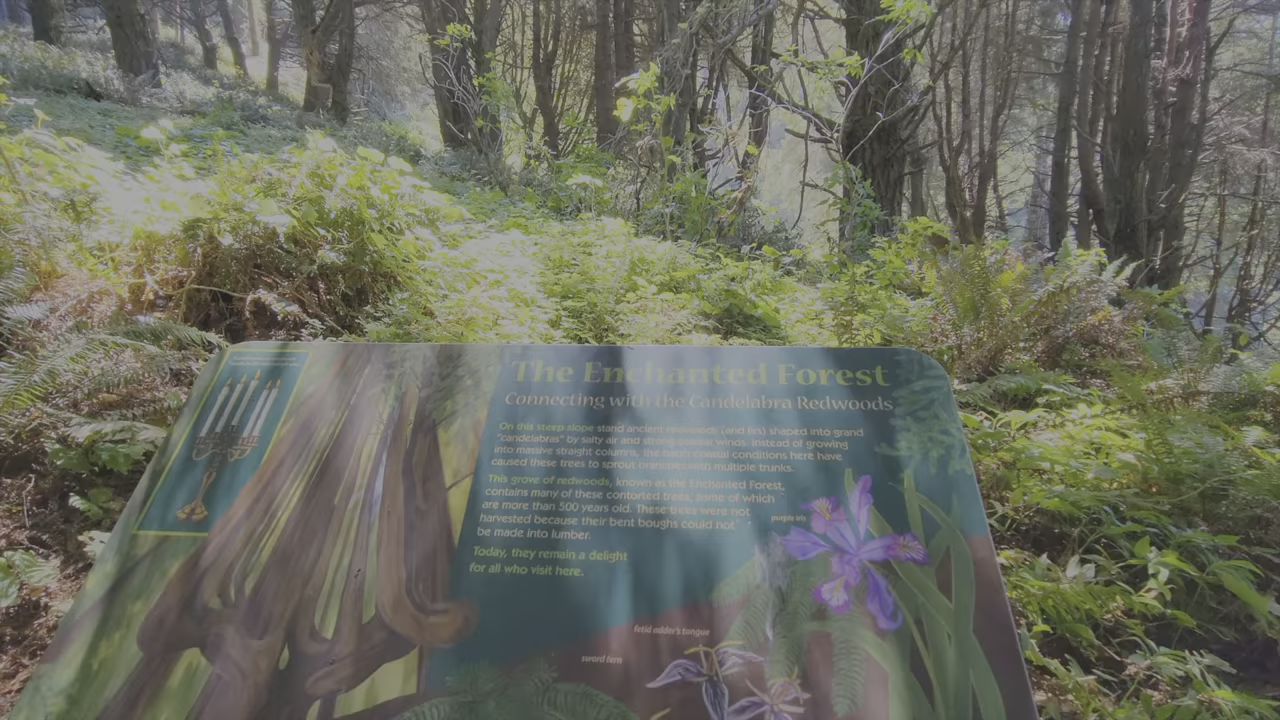 The Enchanted Forest
Connecting with the Candelabra Redwoods
On this steep slope stand ancient redwoods (and firs) shaped into grand
"candelabras" by salty air and strong coastal winds. Instead of growing
into massive straight columns, the harsh coastal conditions here have
caused these trees to sprout branches into multiple trunks.
This grove of redwoods, known as the Enchanted Forest,
contains many of these contorted trees, some of which
are more than 500 years old. These trees were not
harvested because their bent boughs could not
be made into lumber.
Today, they remain a delight
for all who visit here.
purple iris
fetid adder's tongue
sword fern